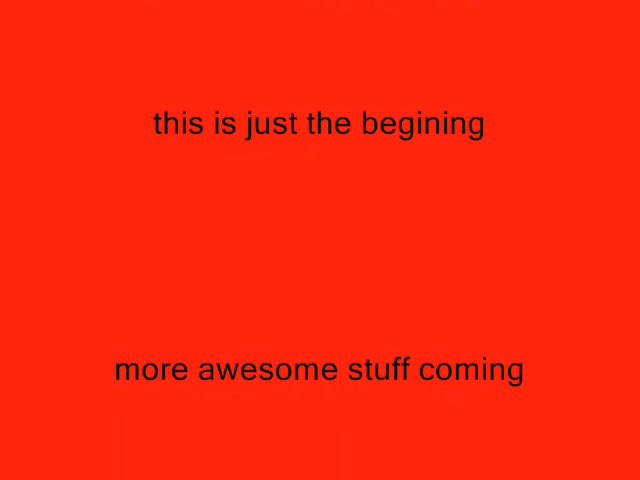 this is just the begining
more awesome stuff coming